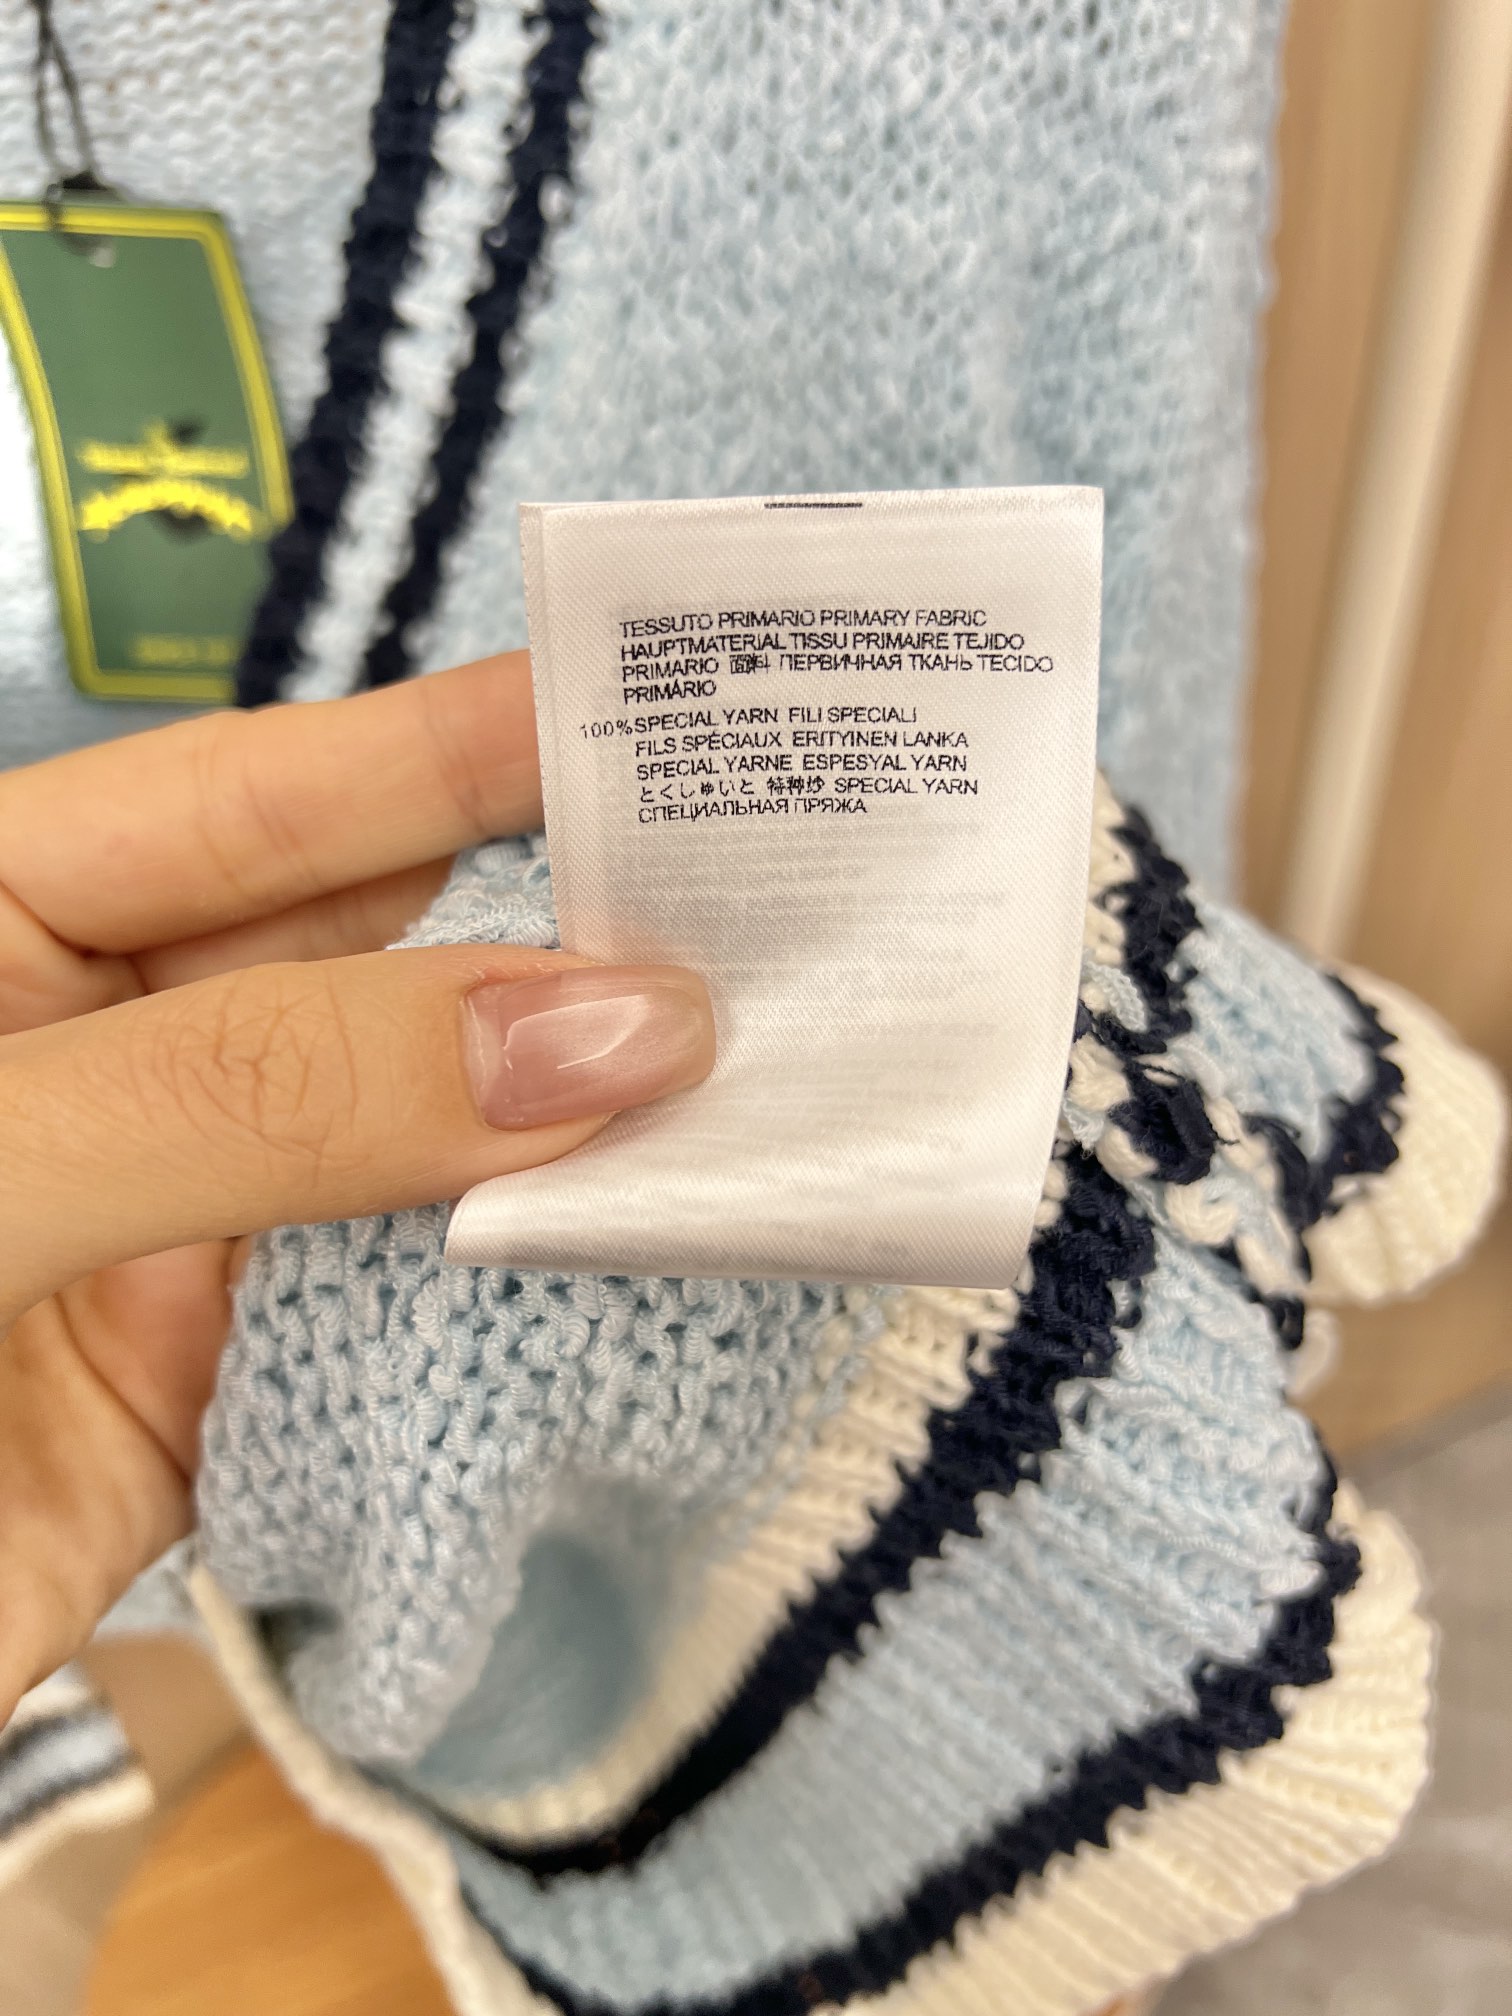 TESSUTO PRIMARIO PRIMARY FABRIC
HAUPTMATERIAL TISSU PRIMAIRE TEJIDO
PRIMARIO 面料 ПЕРВИЧНАЯ ТКАНЬ TECIDO
PRIMÁRIO
100% SPECIAL YARN FILI SPECIALI
FILS SPÉCIAUX ERITYINEN LANKA
SPECIAL YARNE ESPESYAL YARN
とくしゅいと 特种纱 SPECIAL YARN
СПЕЦИАЛЬНАЯ ПРЯЖА